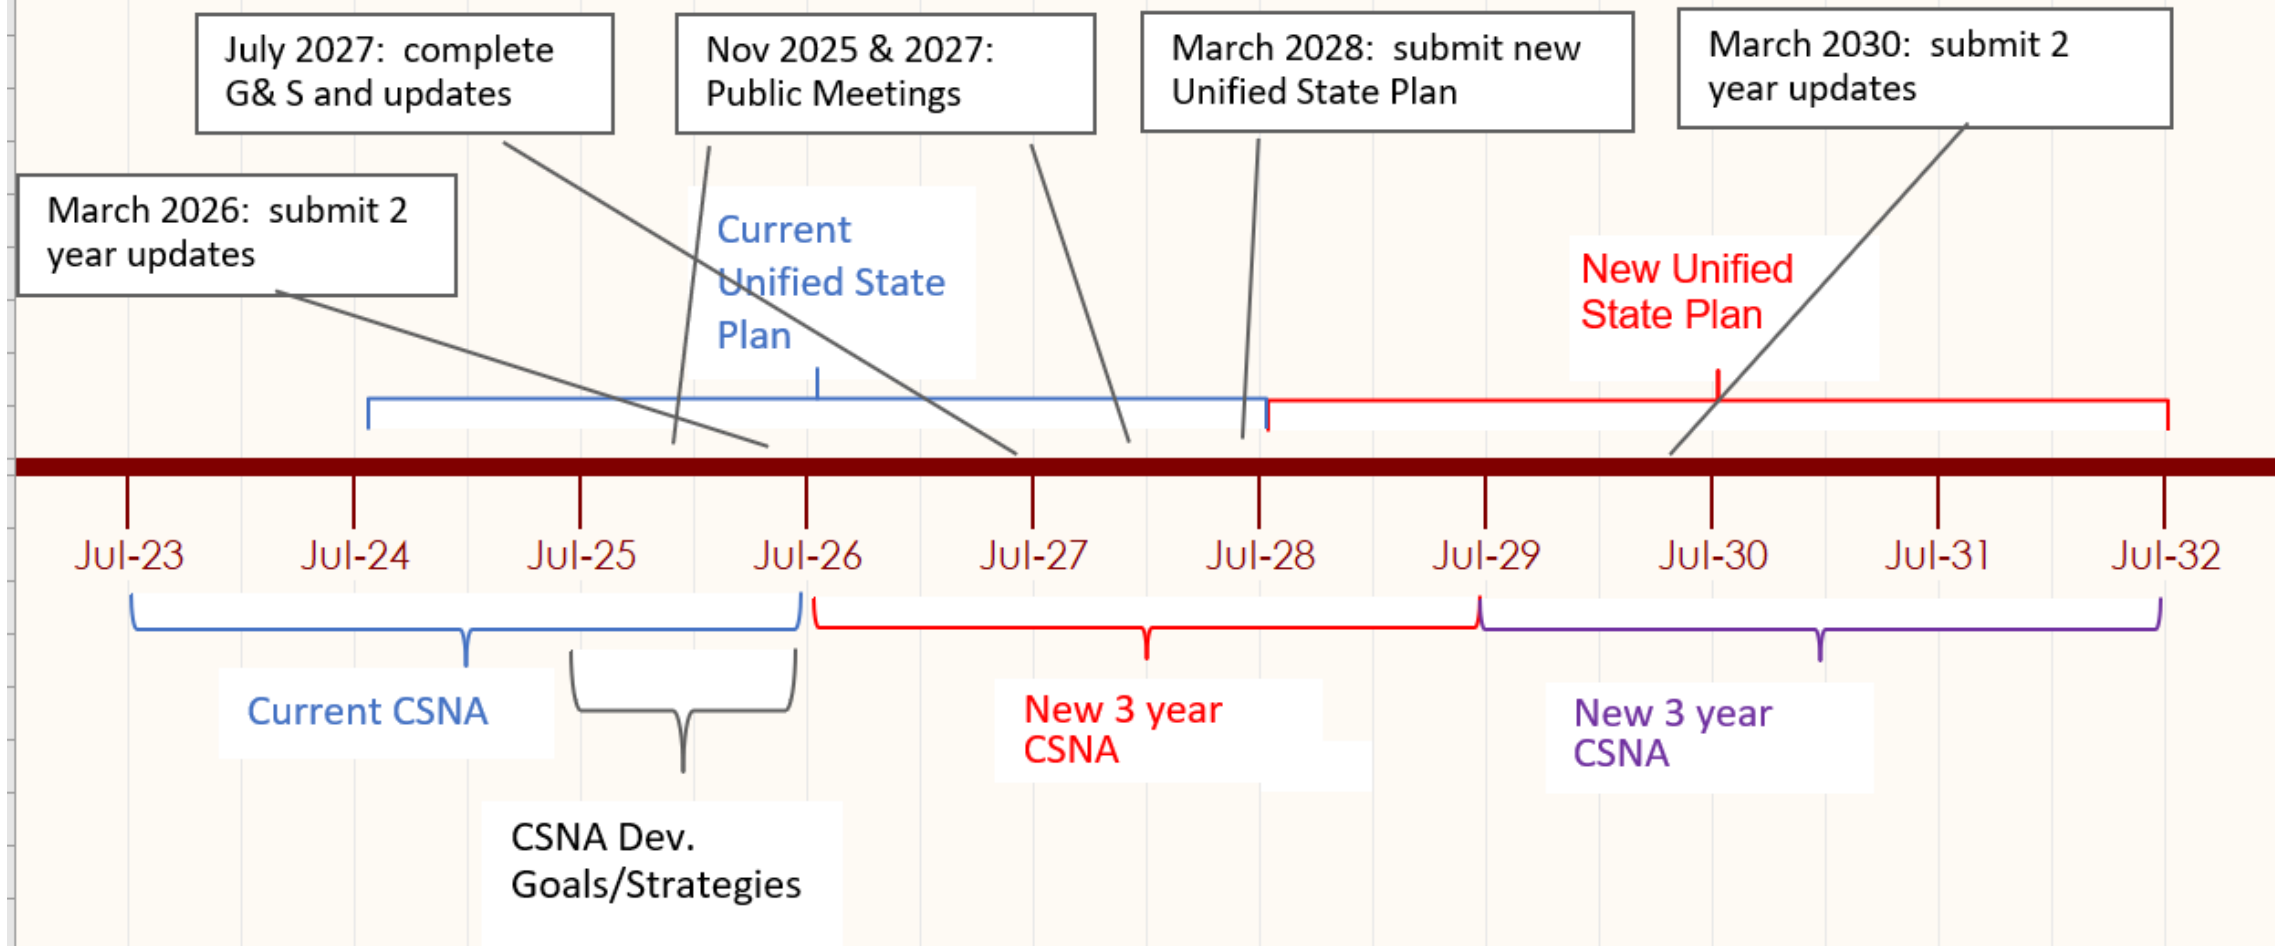 July 2027:  complete
G& S and updates
Nov 2025 & 2027:
Public Meetings
March 2028:  submit new
Unified State Plan
March 2030:  submit 2
year updates
March 2026:  submit 2
year updates
Current
Unified State
Plan
New Unified
State Plan
Jul-23
Jul-24
Jul-25
Jul-26
Jul-27
Jul-28
Jul-29
Jul-30
Jul-31
Jul-32
Current CSNA
New 3 year
CSNA
New 3 year
CSNA
CSNA Dev.
Goals/Strategies